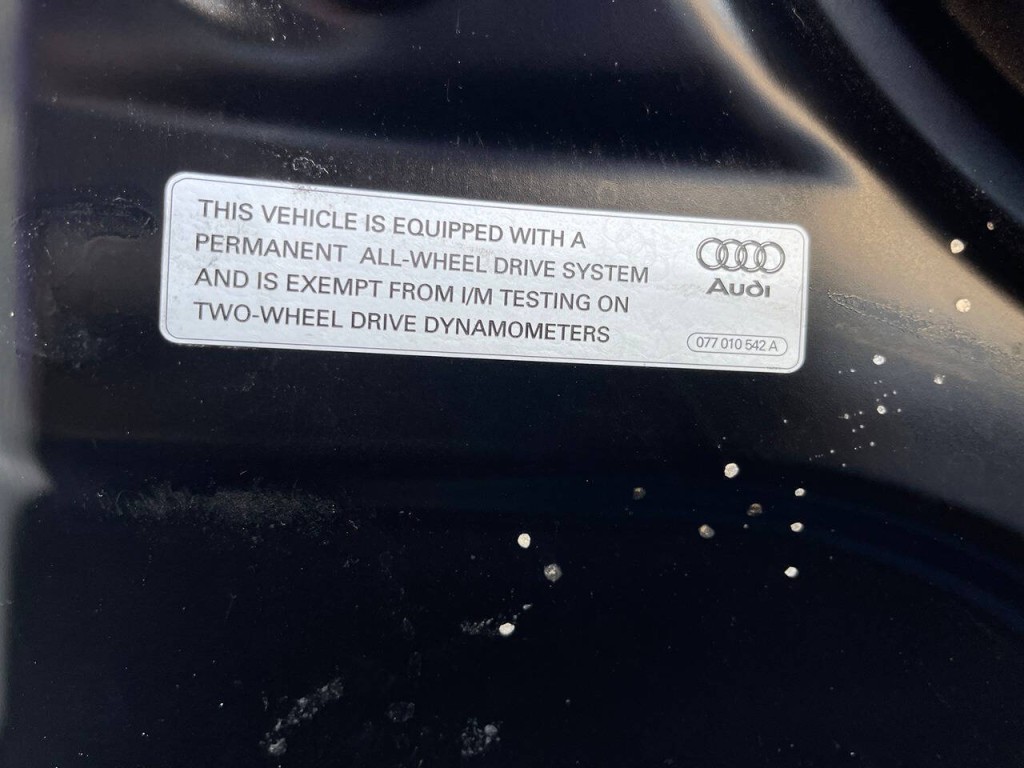 THIS VEHICLE IS EQUIPPED WITH A
PERMANENT ALL-WHEEL DRIVE SYSTEM
AND IS EXEMPT FROM I/M TESTING ON
TWO-WHEEL DRIVE DYNAMOMETERS
Audi
077 010 542 A